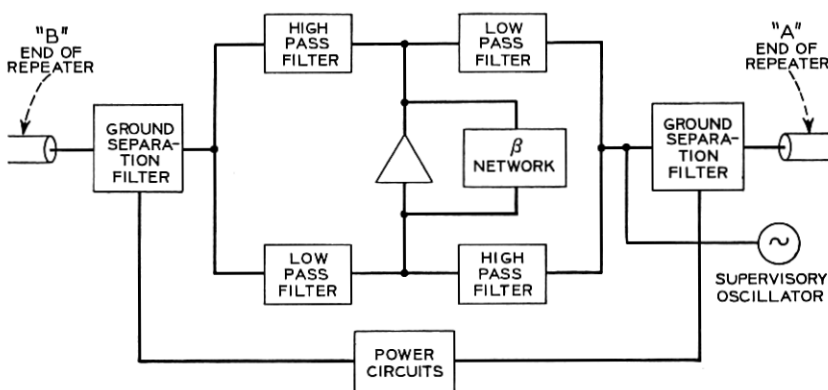 "B"
END OF
REPEATER
HIGH
PASS
FILTER
LOW
PASS
FILTER
"A"
END OF
REPEATER
GROUND
SEPARA-
TION
FILTER
β
NETWORK
GROUND
SEPARA-
TION
FILTER
LOW
PASS
FILTER
HIGH
PASS
FILTER
~
SUPERVISORY
OSCILLATOR
POWER
CIRCUITS